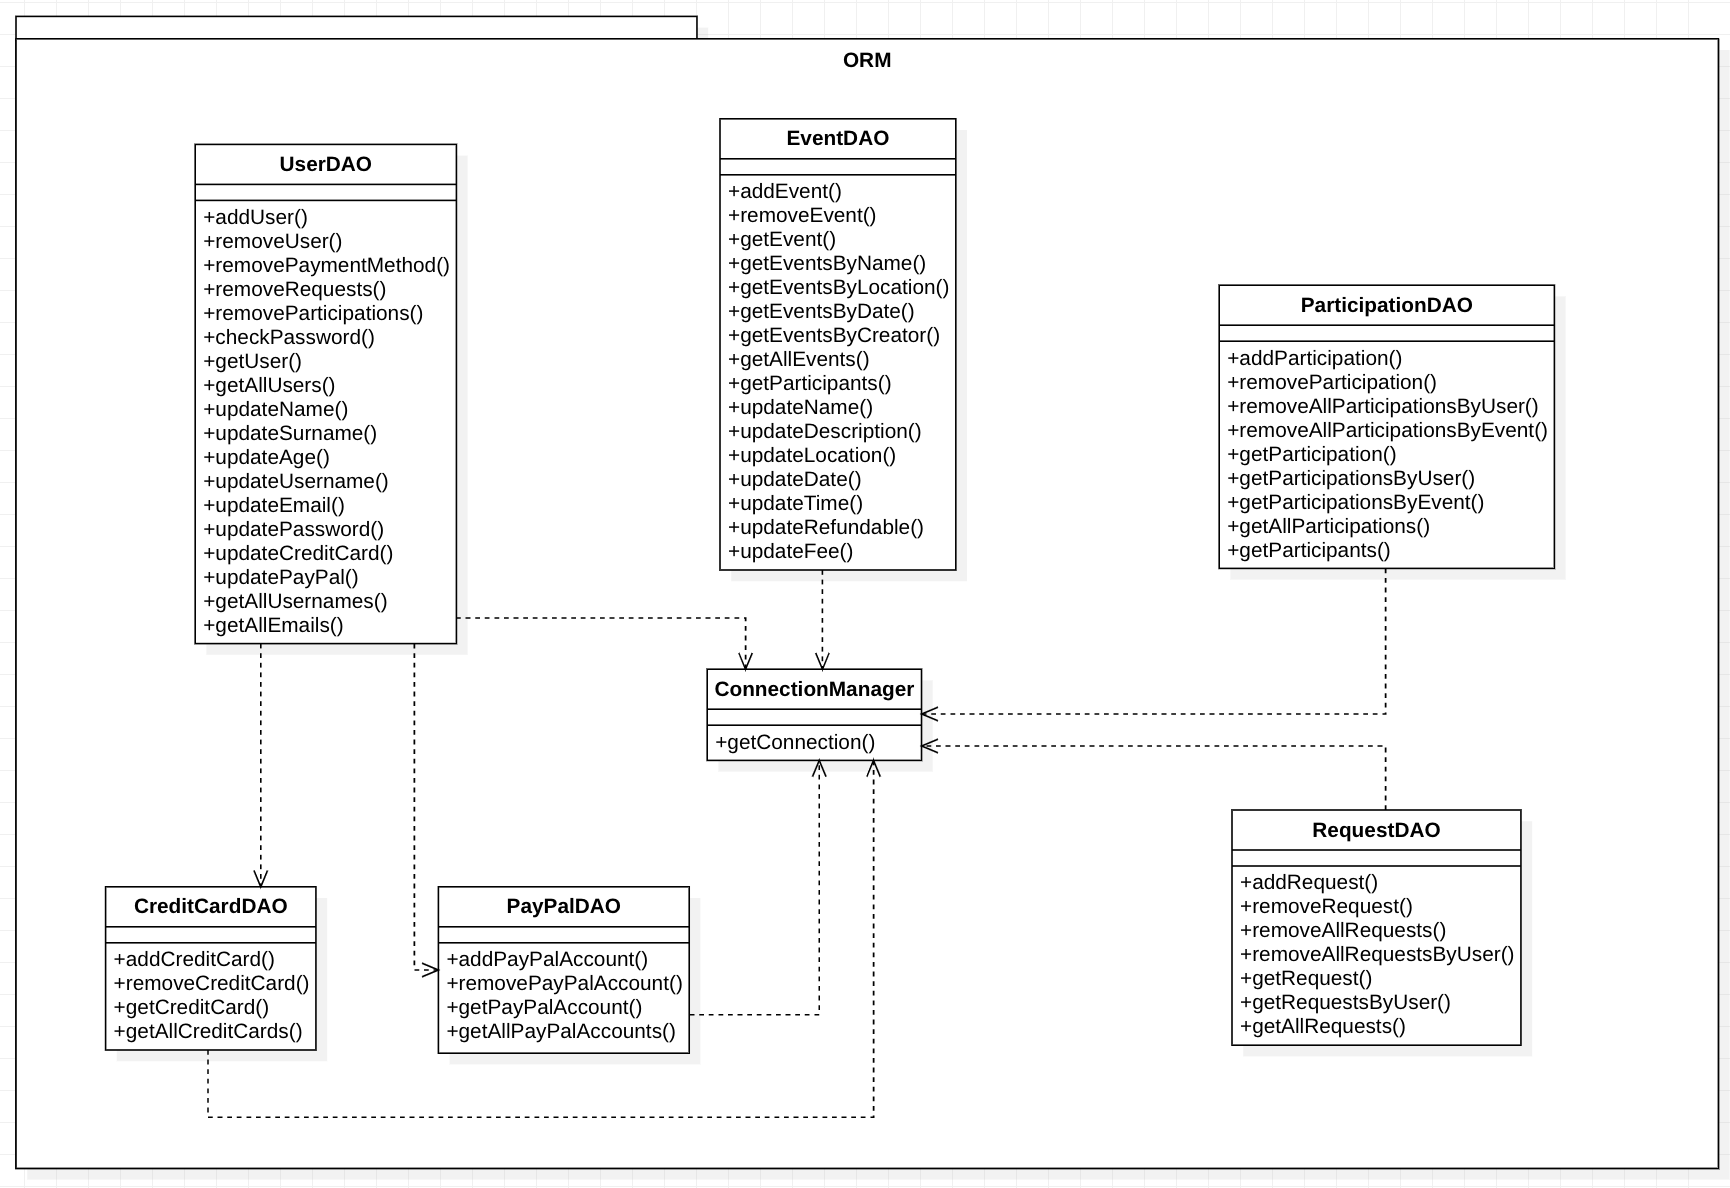 ORM
UserDAO
+addUser()
+removeUser()
+removePaymentMethod()
+removeRequests()
+removeParticipations()
+checkPassword()
+getUser()
+getAllUsers()
+updateName()
+updateSurname()
+updateAge()
+updateUsername()
+updateEmail()
+updatePassword()
+updateCreditCard()
+updatePayPal()
+getAllUsernames()
+getAllEmails()
EventDAO
+addEvent()
+removeEvent()
+getEvent()
+getEventsByName()
+getEventsByLocation()
+getEventsByDate()
+getEventsByCreator()
+getAllEvents()
+getParticipants()
+updateName()
+updateDescription()
+updateLocation()
+updateDate()
+updateTime()
+updateRefundable()
+updateFee()
ParticipationDAO
+addParticipation()
+removeParticipation()
+removeAllParticipationsByUser()
+removeAllParticipationsByEvent()
+getParticipation()
+getParticipationsByUser()
+getParticipationsByEvent()
+getAllParticipations()
+getParticipants()
ConnectionManager
+getConnection()
CreditCardDAO
+addCreditCard()
+removeCreditCard()
+getCreditCard()
+getAllCreditCards()
PayPalDAO
+addPayPalAccount()
+removePayPalAccount()
+getPayPalAccount()
+getAllPayPalAccounts()
RequestDAO
+addRequest()
+removeRequest()
+removeAllRequests()
+removeAllRequestsByUser()
+getRequest()
+getRequestsByUser()
+getAllRequests()